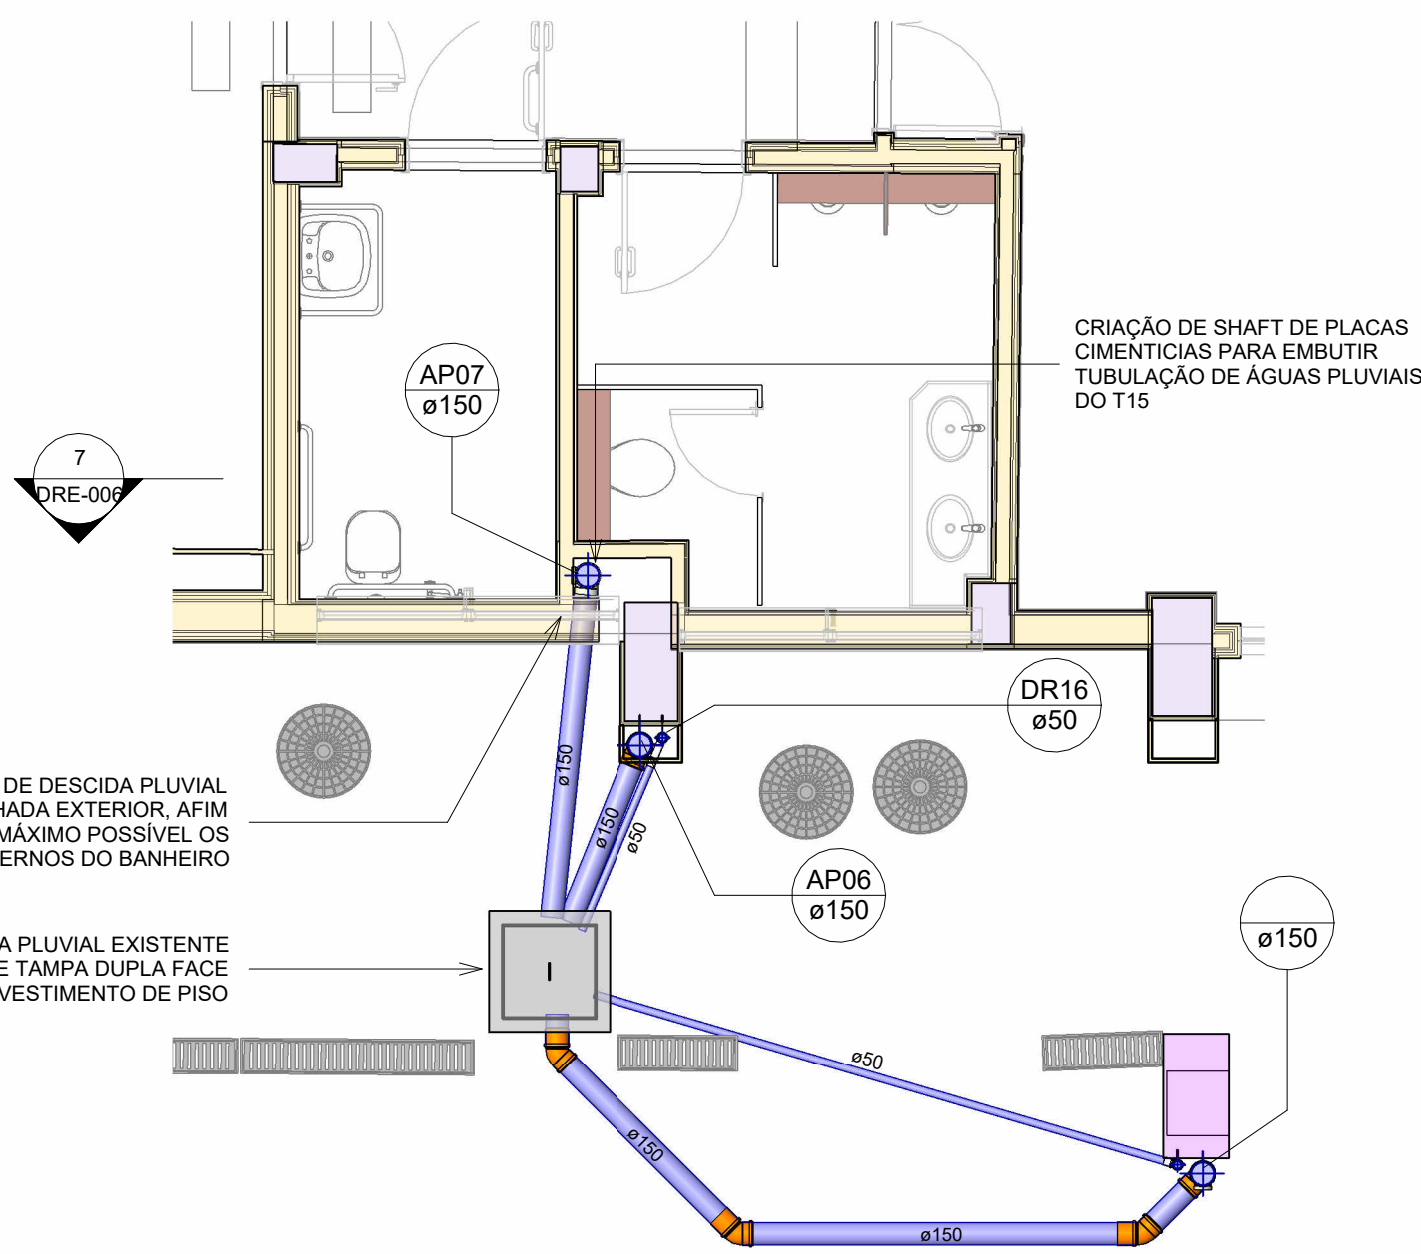 CRIAÇÃO DE SHAFT DE PLACAS
CIMENTICIAS PARA EMBUTIR
TUBULAÇÃO DE ÁGUAS PLUVIAIS
DO T15
AP07
ø150
7
DRE-006
DR16
ø50
ø150
ø150
ø50
DE DESCIDA PLUVIAL
HADA EXTERIOR, AFIM
MÁXIMO POSSÍVEL OS
ERNOS DO BANHEIRO
AP06
ø150
ø150
A PLUVIAL EXISTENTE
E TAMPA DUPLA FACE
VESTIMENTO DE PISO
ø50
ø150
ø150